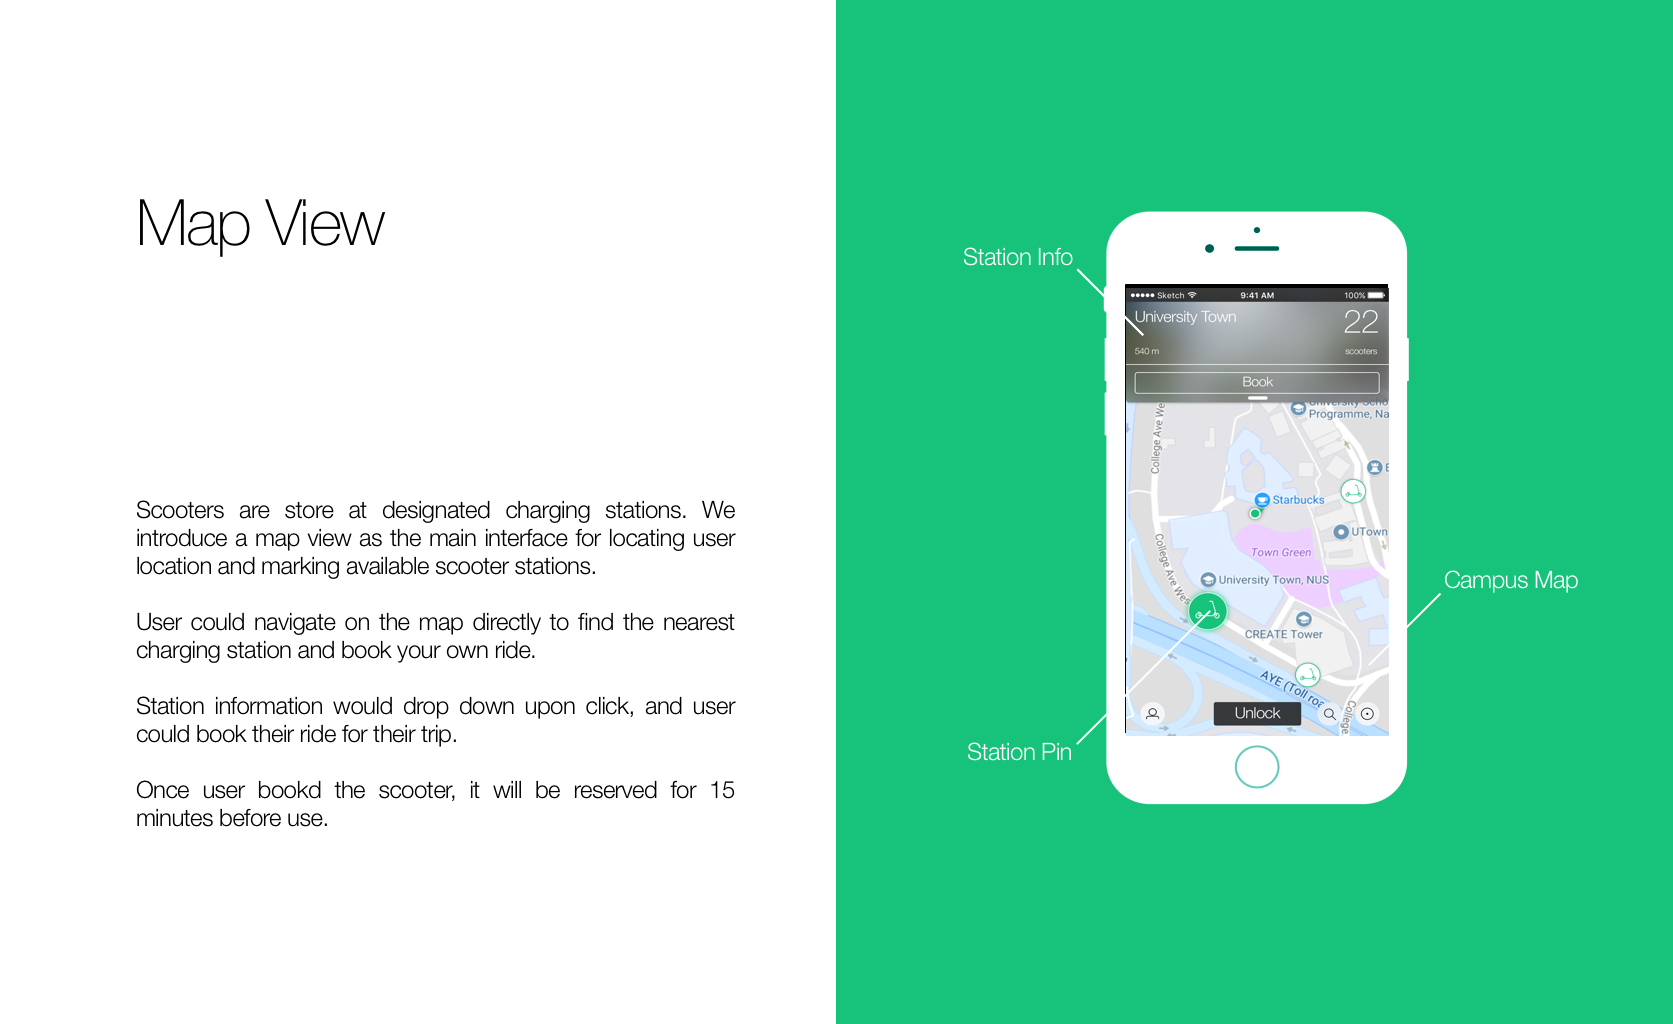 Map View
Scooters are store at designated charging stations. We
introduce a map view as the main interface for locating user
location and marking available scooter stations.
User could navigate on the map directly to find the nearest
charging station and book your own ride.
Station information would drop down upon click, and user
could book their ride for their trip.
Once user bookd the scooter, it will be reserved for 15
minutes before use.
Station Info
Sketch 9:41 AM 100%
University Town 22
540 m scooters
Book
University Scho
Programme, Na
College Ave We
E
Starbucks
UTown
Town Green
College Ave Wes
University Town, NUS
Campus Map
CREATE Tower
AYE (Toll roa
College
Unlock
Station Pin